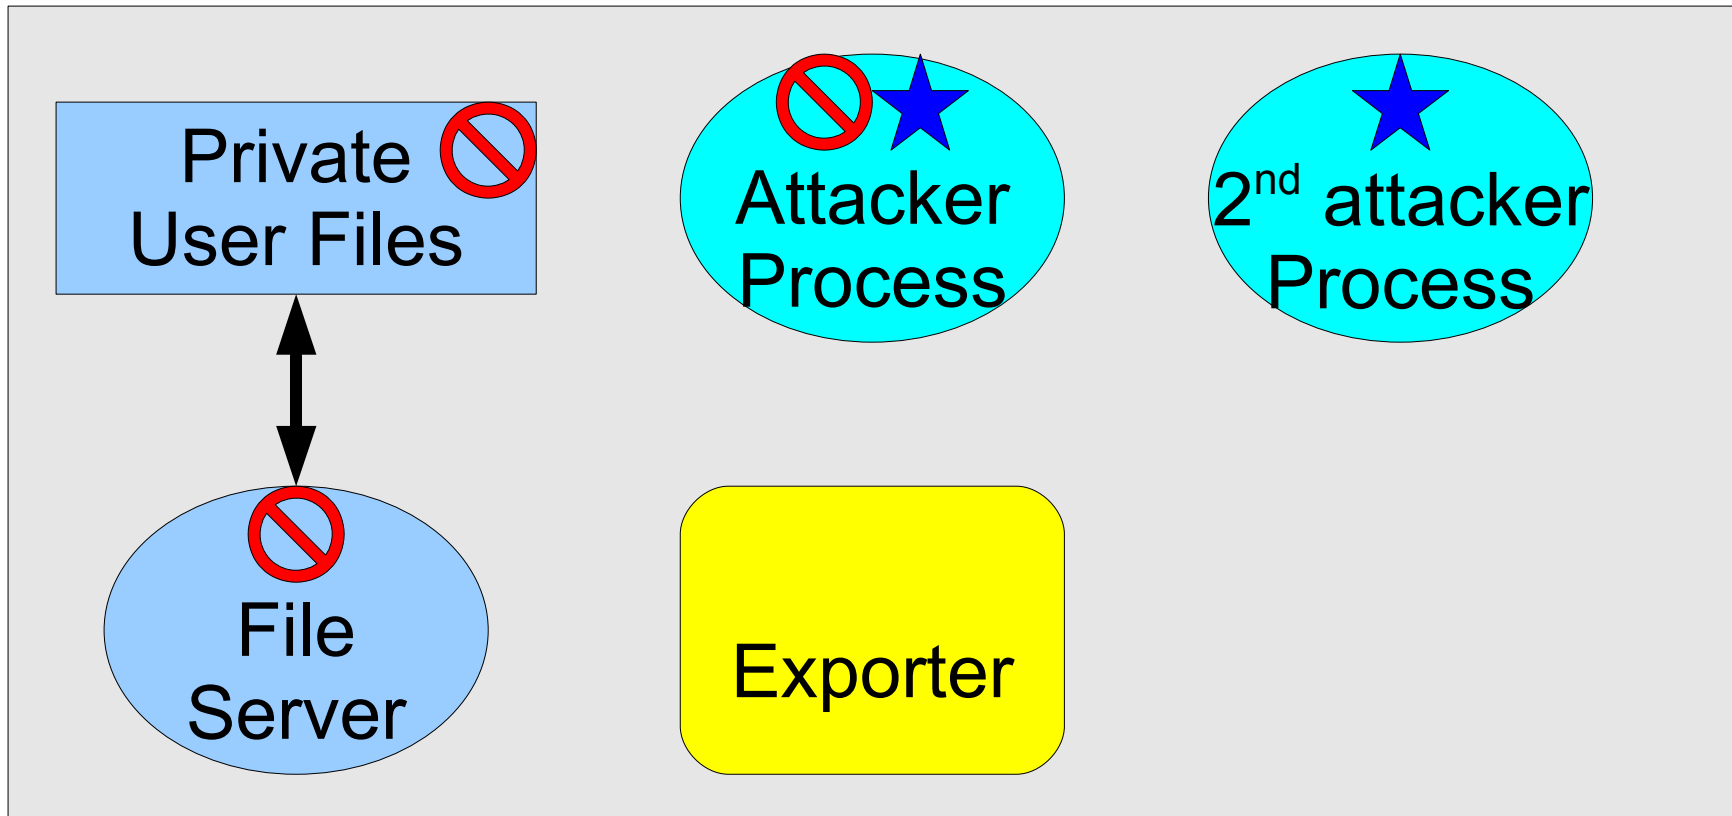 Private
User Files
Attacker
Process
2nd attacker
Process
File
Server
Exporter